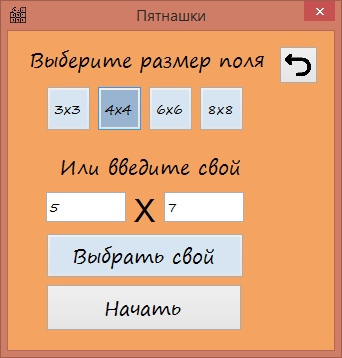 Пятнашки
Выберите размер поля
3x3 4x4 6x6 8x8
Или введите свой
5 X 7
Выбрать свой
Начать